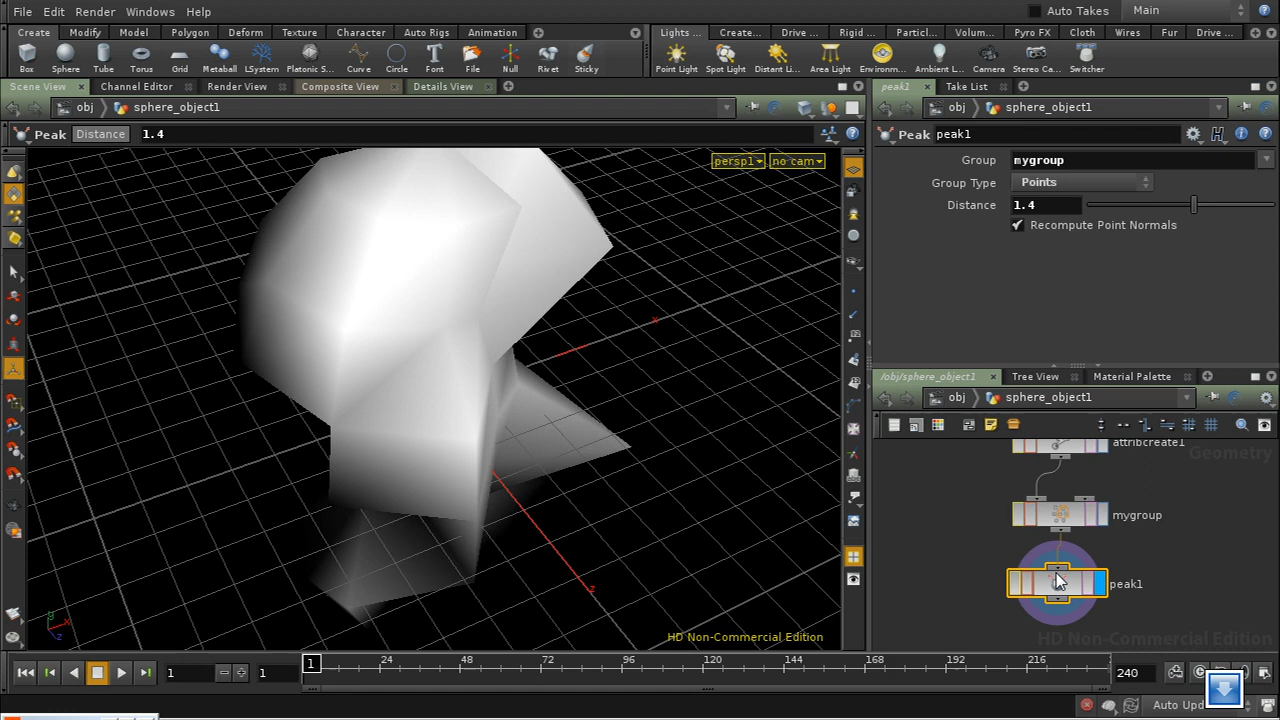 File Edit Render Windows Help Auto Takes Main
Create Modify Model Polygon Deform Texture Character Auto Rigs Animation Lights ... Create... Drive ... Rigid ... Particl... Volum... Pyro FX Cloth Wires Fur Drive ...
Box Sphere Tube Torus Grid Metaball LSystem Platonic S... Curve Circle Font File Null Rivet Sticky Point Light Spot Light Distant Li... Area Light Environm... Ambient L... Camera Stereo Ca... Switcher
Scene View Channel Editor Render View Composite View Details View
obj sphere_object1
Peak Distance 1.4
persp1 no cam
x
z
y
x
z
HD Non-Commercial Edition
peak1 Take List
obj sphere_object1
Peak peak1
Group mygroup
Group Type Points
Distance 1.4
Recompute Point Normals
/obj/sphere_object1 Tree View Material Palette
obj sphere_object1
attribcreate1
Geometry
mygroup
peak1
HD Non-Commercial Edition
1 1 1 24 48 72 96 120 144 168 192 216 240
Auto Upd